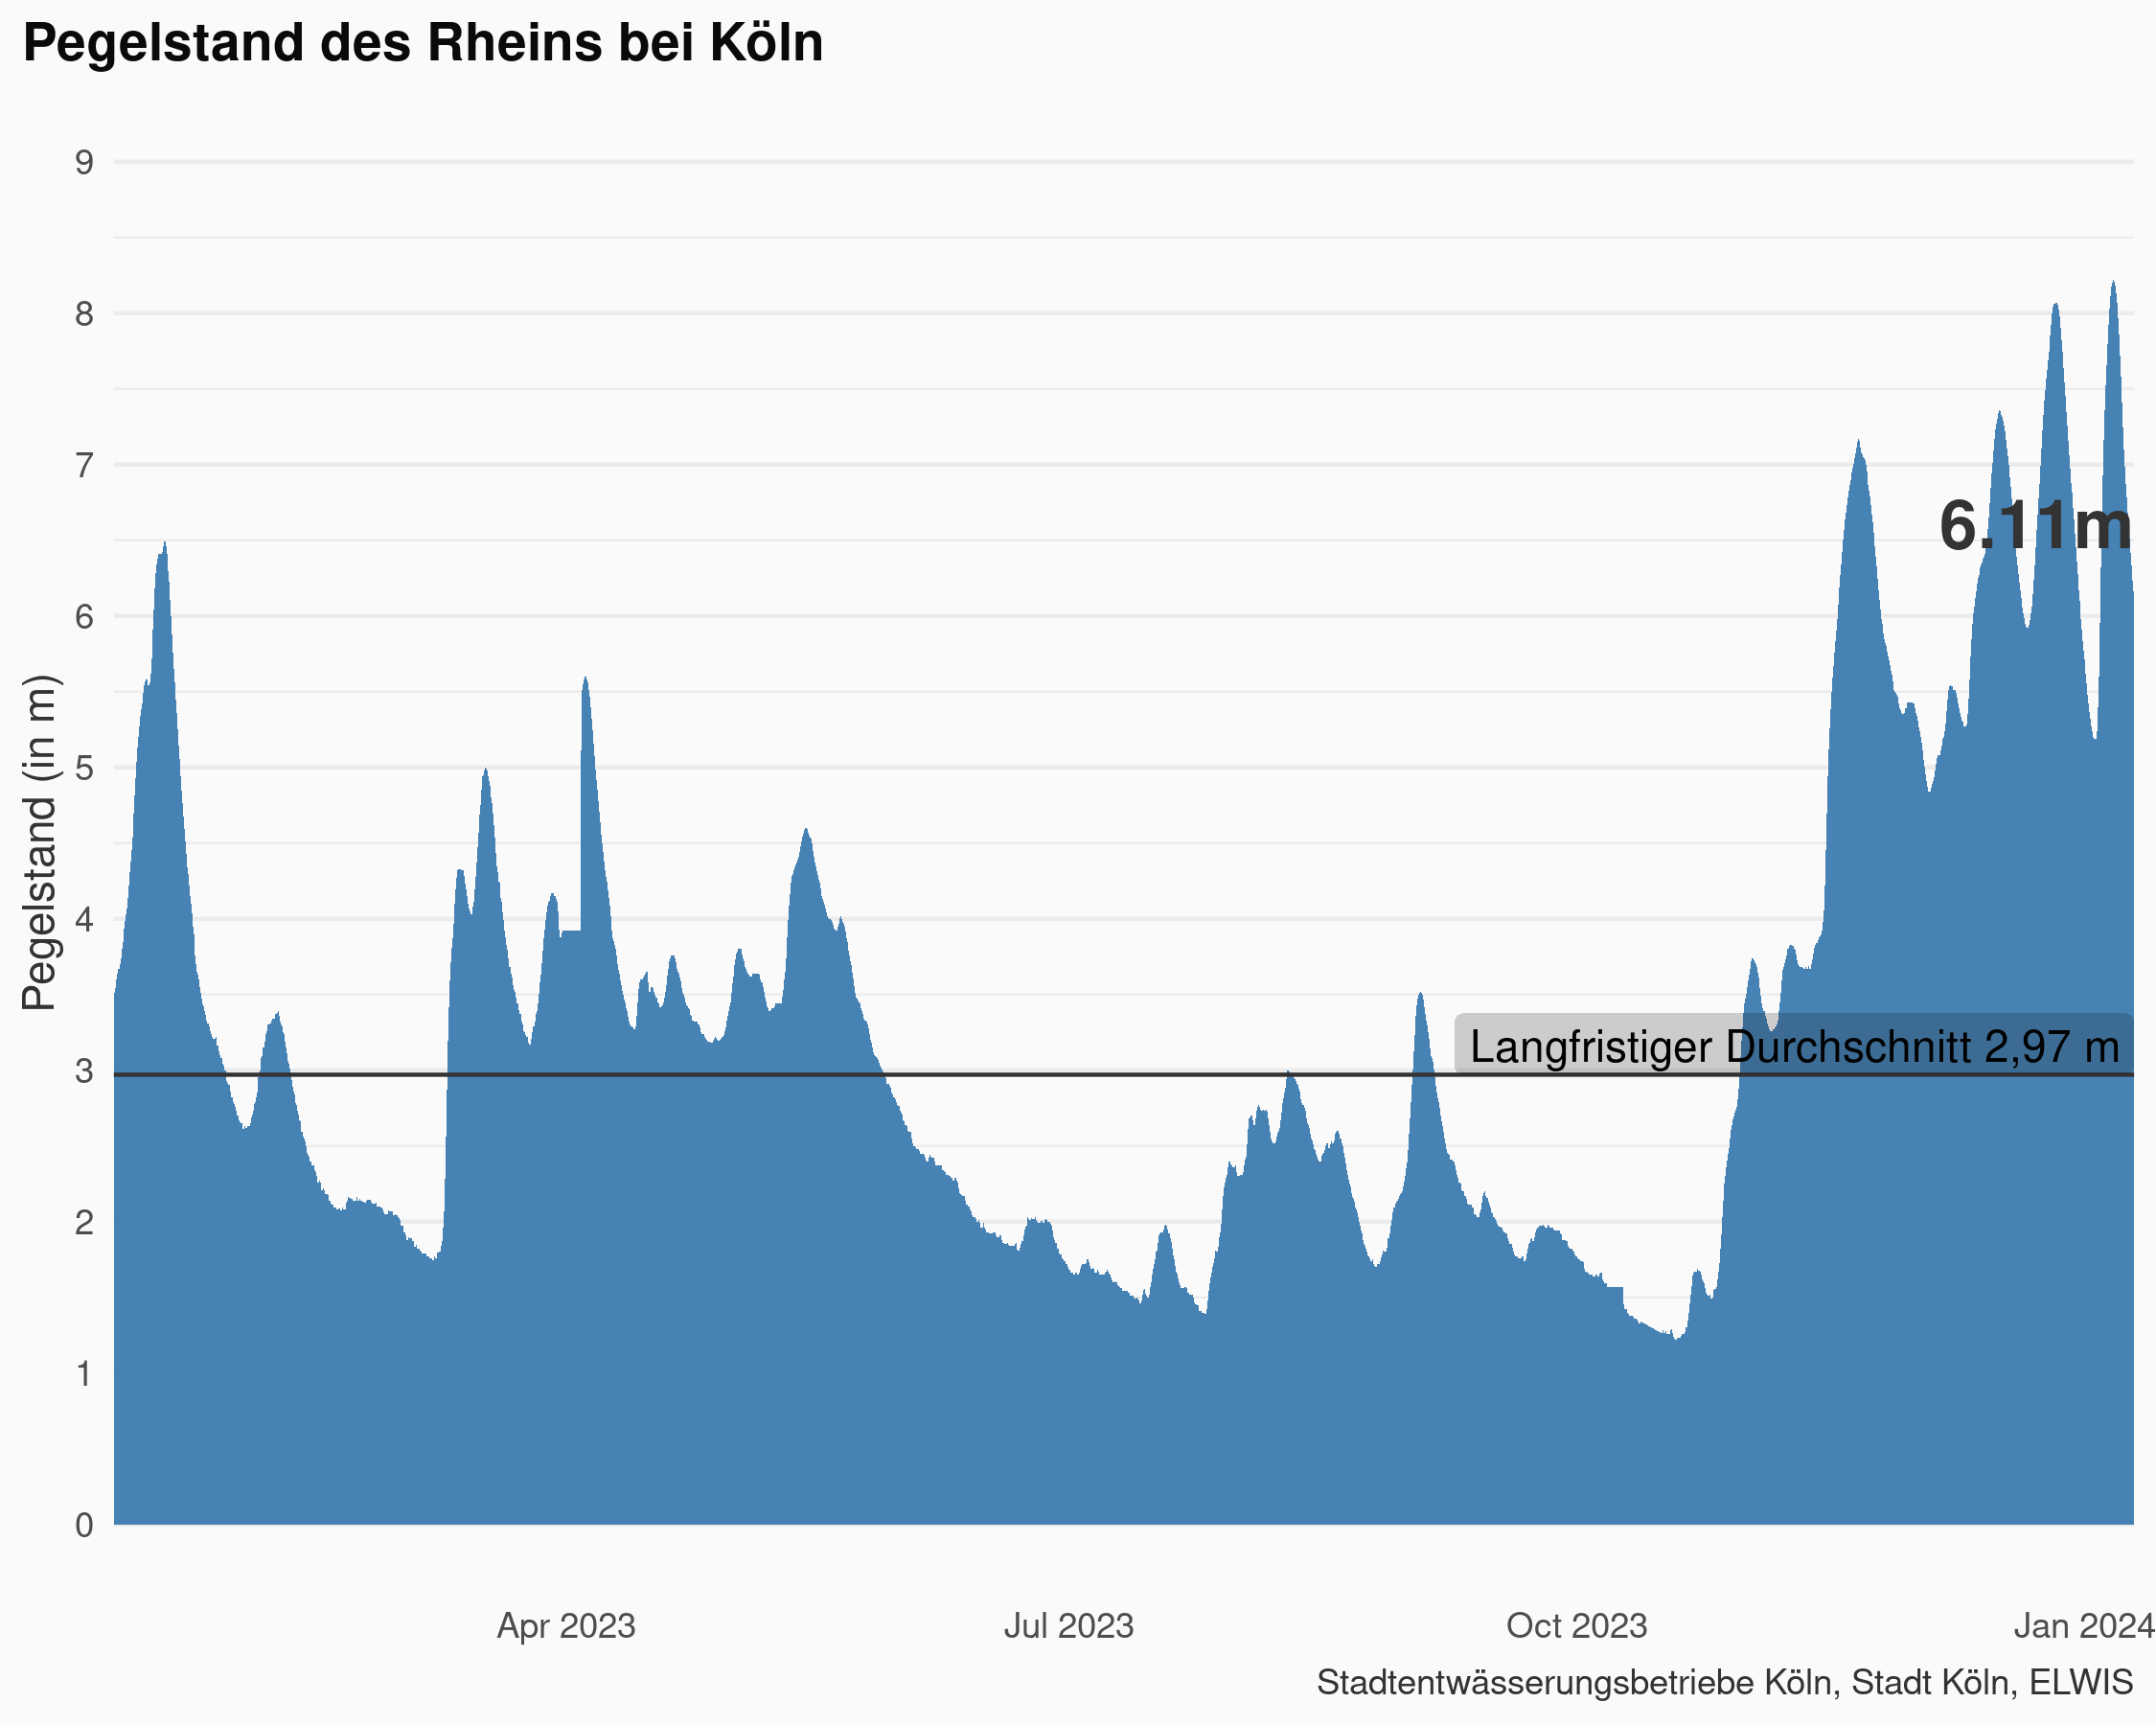 Pegelstand des Rheins bei Köln
9
8
7
6.11m
6
5
Pegelstand (in m)
4
Langfristiger Durchschnitt 2,97 m
3
2
1
0
Apr 2023
Jul 2023
Oct 2023
Jan 2024
Stadtentwässerungsbetriebe Köln, Stadt Köln, ELWIS